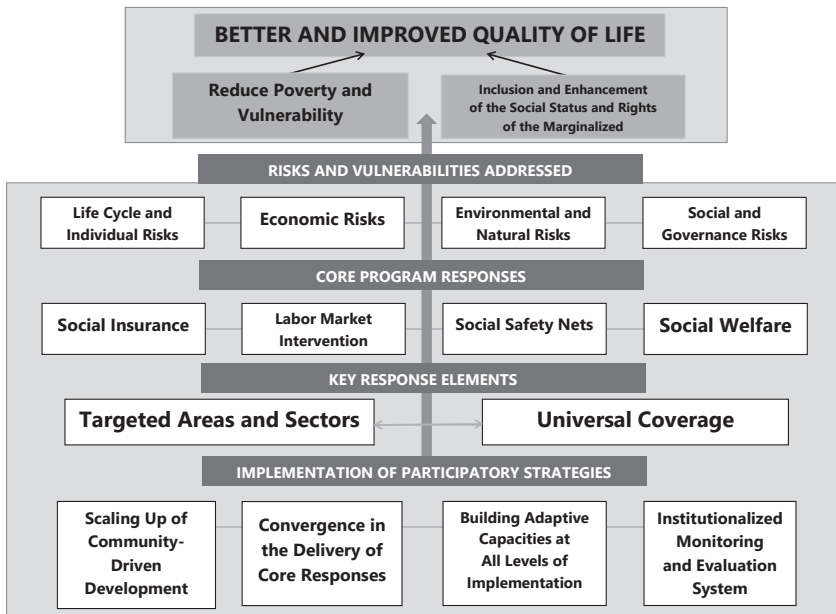 BETTER AND IMPROVED QUALITY OF LIFE
Reduce Poverty and
Vulnerability
Inclusion and Enhancement
of the Social Status and Rights
of the Marginalized
RISKS AND VULNERABILITIES ADDRESSED
Life Cycle and
Individual Risks
Economic Risks
Environmental and
Natural Risks
Social and
Governance Risks
CORE PROGRAM RESPONSES
Social Insurance
Labor Market
Intervention
Social Safety Nets
Social Welfare
KEY RESPONSE ELEMENTS
Targeted Areas and Sectors
Universal Coverage
IMPLEMENTATION OF PARTICIPATORY STRATEGIES
Scaling Up of
Community-
Driven
Development
Convergence in
the Delivery of
Core Responses
Building Adaptive
Capacities at
All Levels of
Implementation
Institutionalized
Monitoring
and Evaluation
System